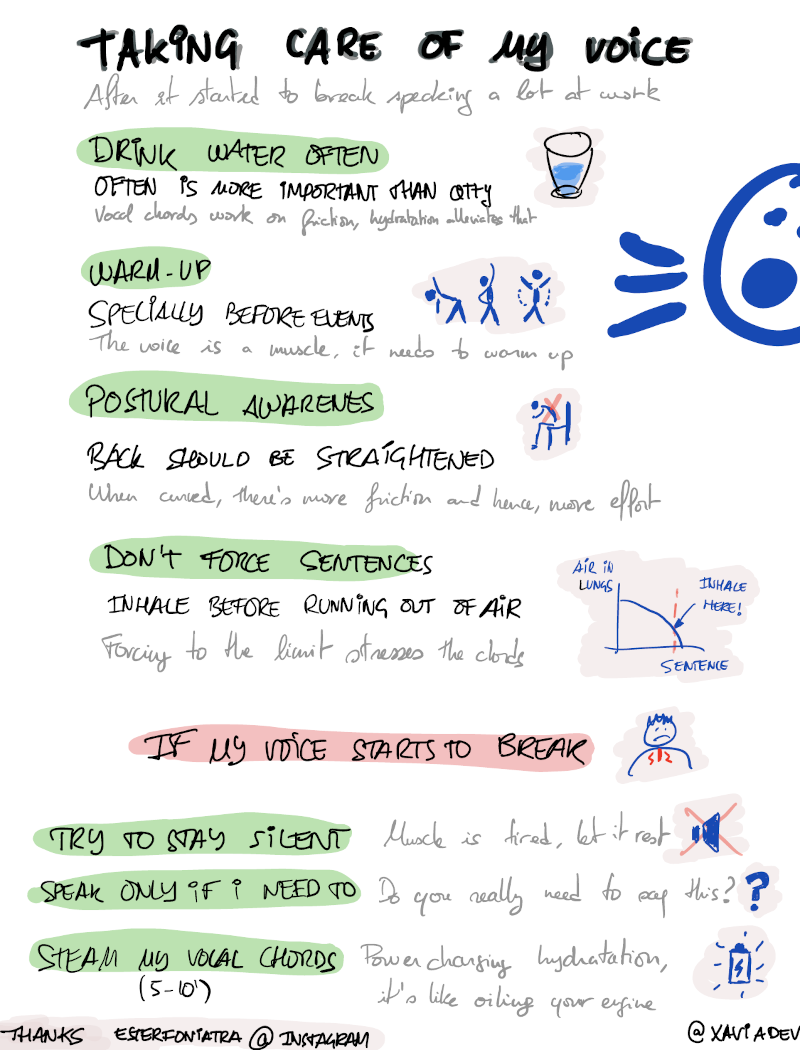 TAKING CARE OF MY VOICE
After it started to break speaking a lot at work
DRINK WATER OFTEN
OFTEN IS MORE IMPORTANT THAN QTTY
Vocal chords work on friction, hydratation alleviates that
WARM-UP
SPECIALLY BEFORE EVENTS
The voice is a muscle, it needs to warm up
POSTURAL AWARENES
BACK SHOULD BE STRAIGHTENED
When curved, there's more friction and hence, more effort
DON'T FORCE SENTENCES
INHALE BEFORE RUNNING OUT OF AIR
Forcing to the limit stresses the chords
AIR IN
LUNGS
INHALE
HERE!
SENTENCE
IF MY VOICE STARTS TO BREAK
TRY TO STAY SILENT
Muscle is tired, let it rest
SPEAK ONLY IF I NEED TO
Do you really need to say this?
?
STEAM MY VOCAL CHORDS
(5-10')
Power charging hydratation,
it's like oiling your engine
THANKS ESTERFONIATRA @ INSTAGRAM
@XAVIADEV